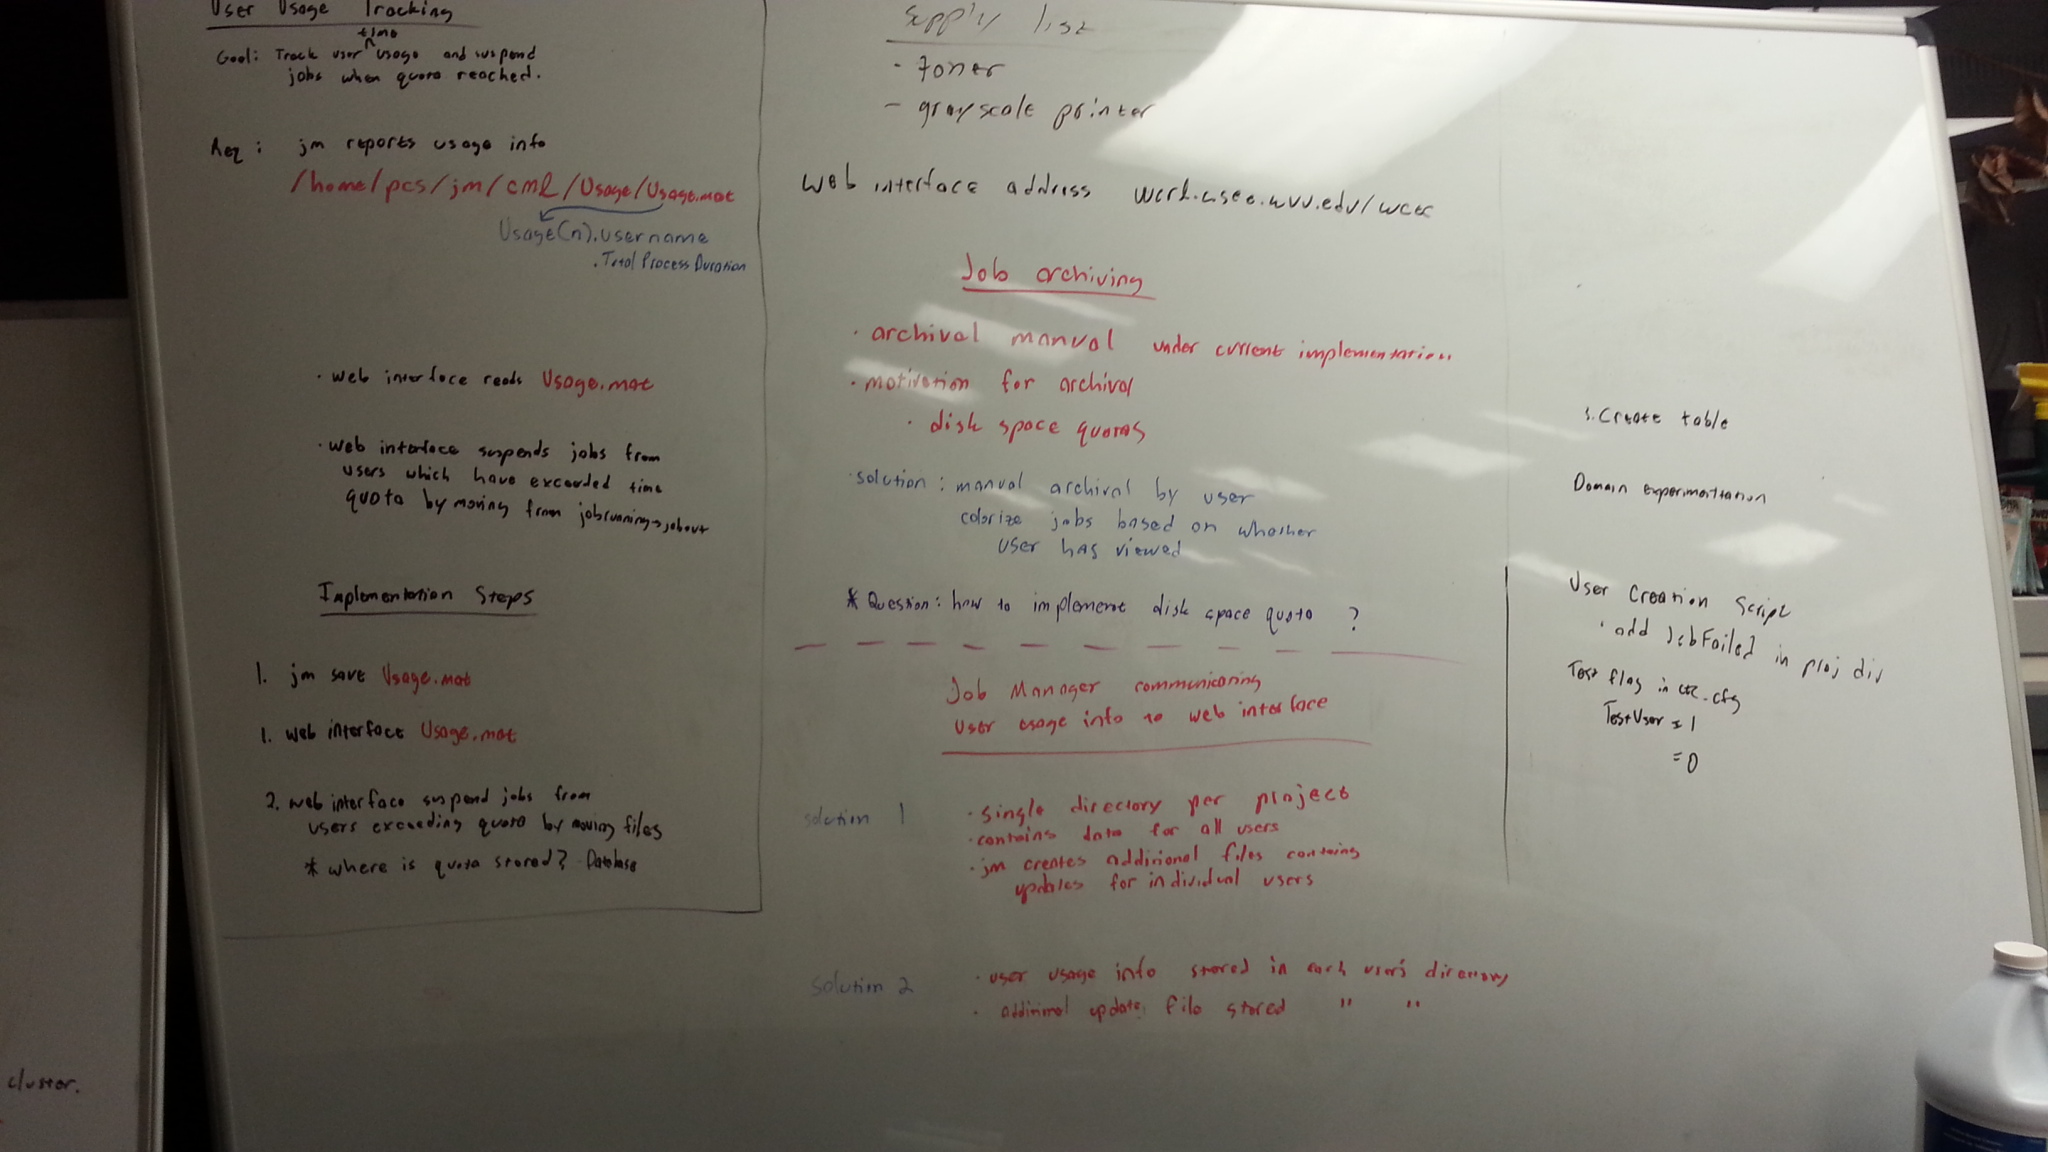 User Usage Tracking
time
Goal: Track user ^ usage and suspend
jobs when quota reached.
Req: jm reports usage info
/home/pcs/jm/cml/Usage/Usage.mat
Usage(n).username
.Total Process Duration
· web interface reads Usage.mat
· web interface suspends jobs from
users which have exceeded time
quota by moving from jobrunning→jobout
Implementation Steps
1. jm save Usage.mat
1. web interface Usage.mat
2. web interface suspend jobs from
users exceeding quota by moving files
* where is quota stored? Database
Supply list
· toner
- grayscale printer
web interface address
Job archiving
· archival manual under current implementation
· motivation for archival
· disk space quotas
· solution: manual archival by user
colorize jobs based on whether
user has viewed
* Question: how to implement disk space quota ?
Job Manager communicating
user usage info to web interface
solution 1
· single directory per project
· contains data for all users
· jm creates additional files containg
updates for individual users
solution 2
· user usage info stored in each user's directory
· additional update file stored " "
1. Create table
Domain experimentation
User Creation Script
· add JobFailed in proj dir
Test flag in .cfg
TestUser = 1
= 0
cluster.